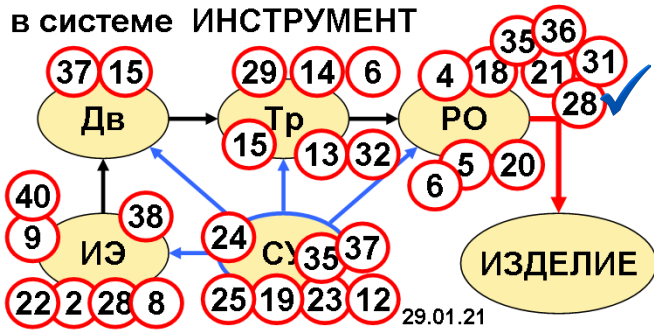 в системе ИНСТРУМЕНТ
35 36
37 15 29 14 6 4 18 21 31
28
Дв Тр РО
15 13 32 5 20
6
40
9 38 24 35 37
ИЭ СУ ИЗДЕЛИЕ
22 2 28 8 25 19 23 12
29.01.21